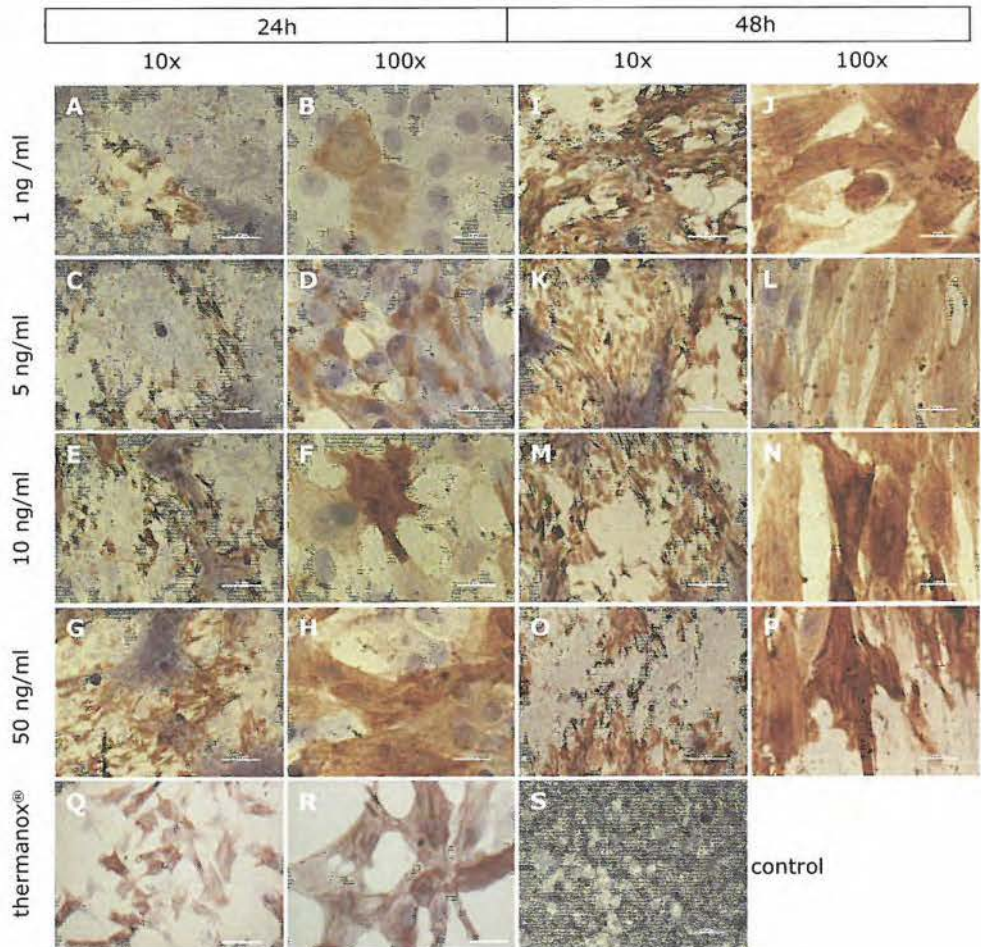 24h 48h
10x 100x 10x 100x
1 ng /ml
A B I J
5 ng/ml
C D K L
10 ng/ml
E F M N
50 ng/ml
G H O P
thermanox®
Q R S
control